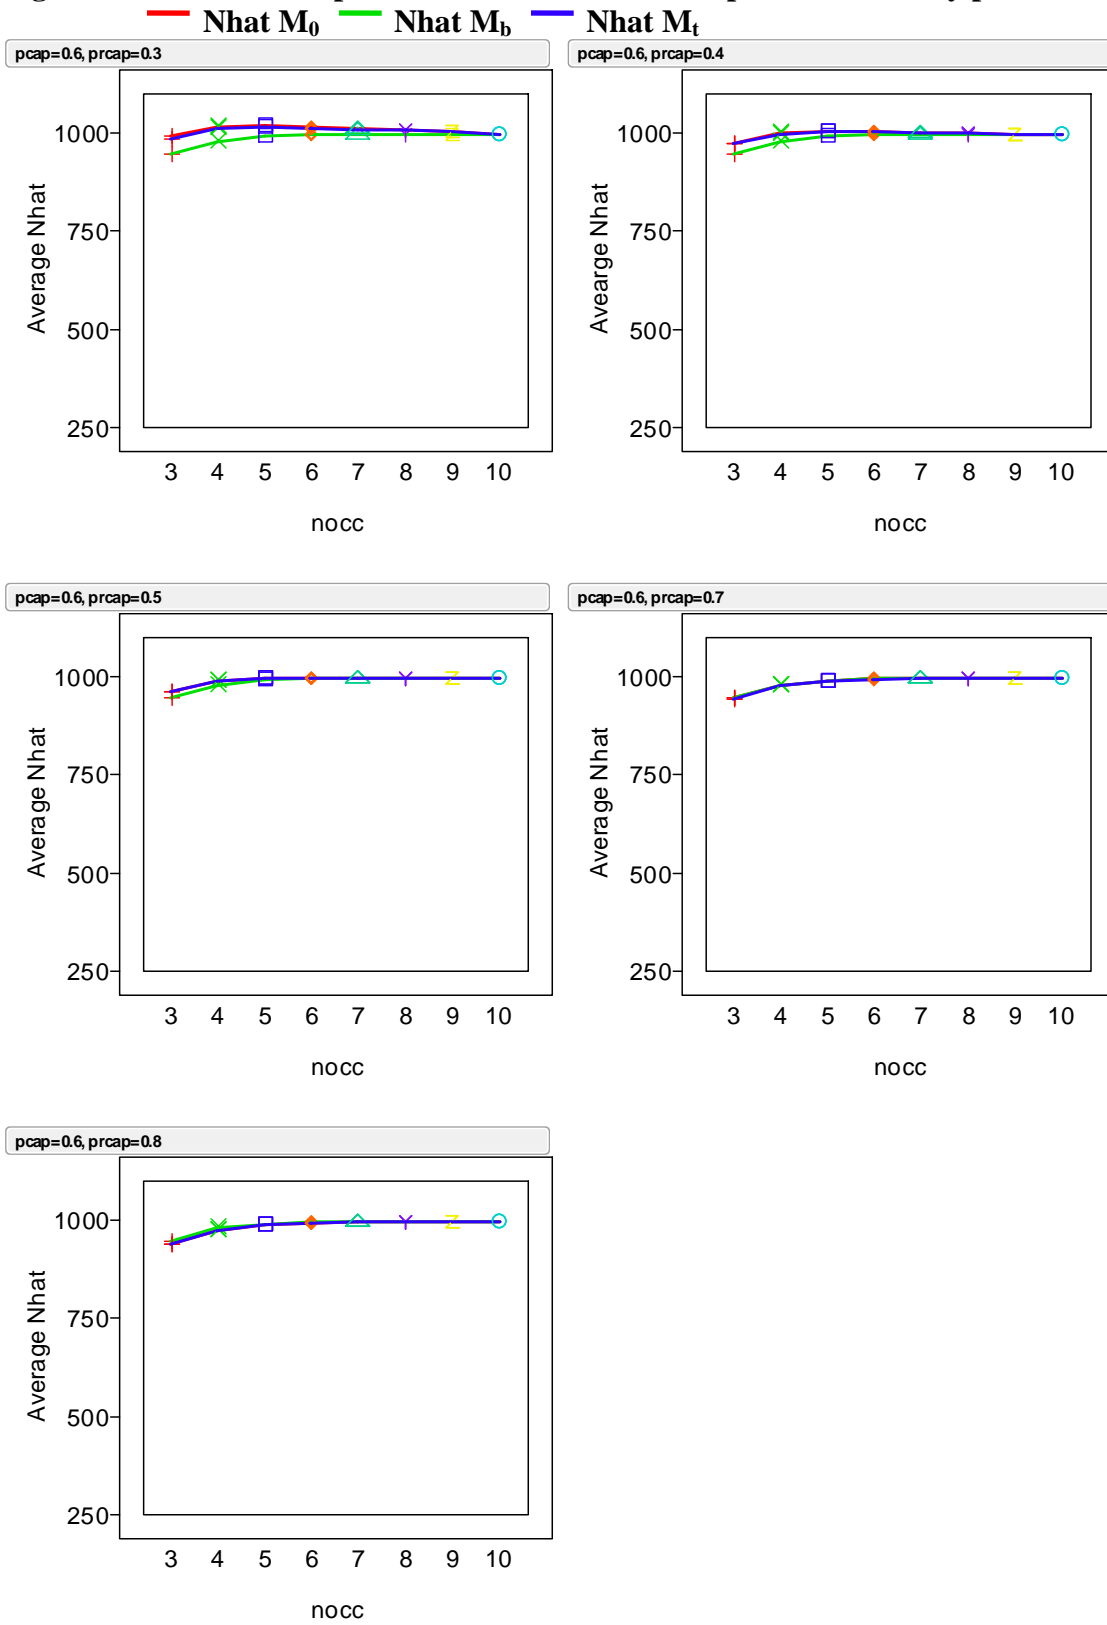 Nhat M0 Nhat Mb Nhat Mt
pcap=0.6, prcap=0.3
1000
750
500
250
Average Nhat
3 4 5 6 7 8 9 10
nocc
pcap=0.6, prcap=0.4
1000
750
500
250
Avearge Nhat
3 4 5 6 7 8 9 10
nocc
pcap=0.6, prcap=0.5
1000
750
500
250
Average Nhat
3 4 5 6 7 8 9 10
nocc
pcap=0.6, prcap=0.7
1000
750
500
250
Average Nhat
3 4 5 6 7 8 9 10
nocc
pcap=0.6, prcap=0.8
1000
750
500
250
Average Nhat
3 4 5 6 7 8 9 10
nocc